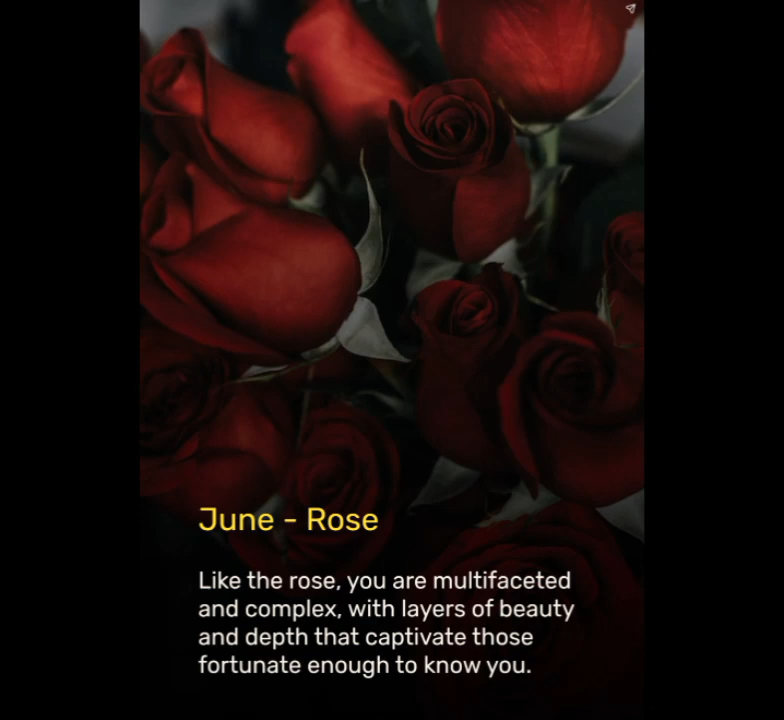 June - Rose
Like the rose, you are multifaceted
and complex, with layers of beauty
and depth that captivate those
fortunate enough to know you.